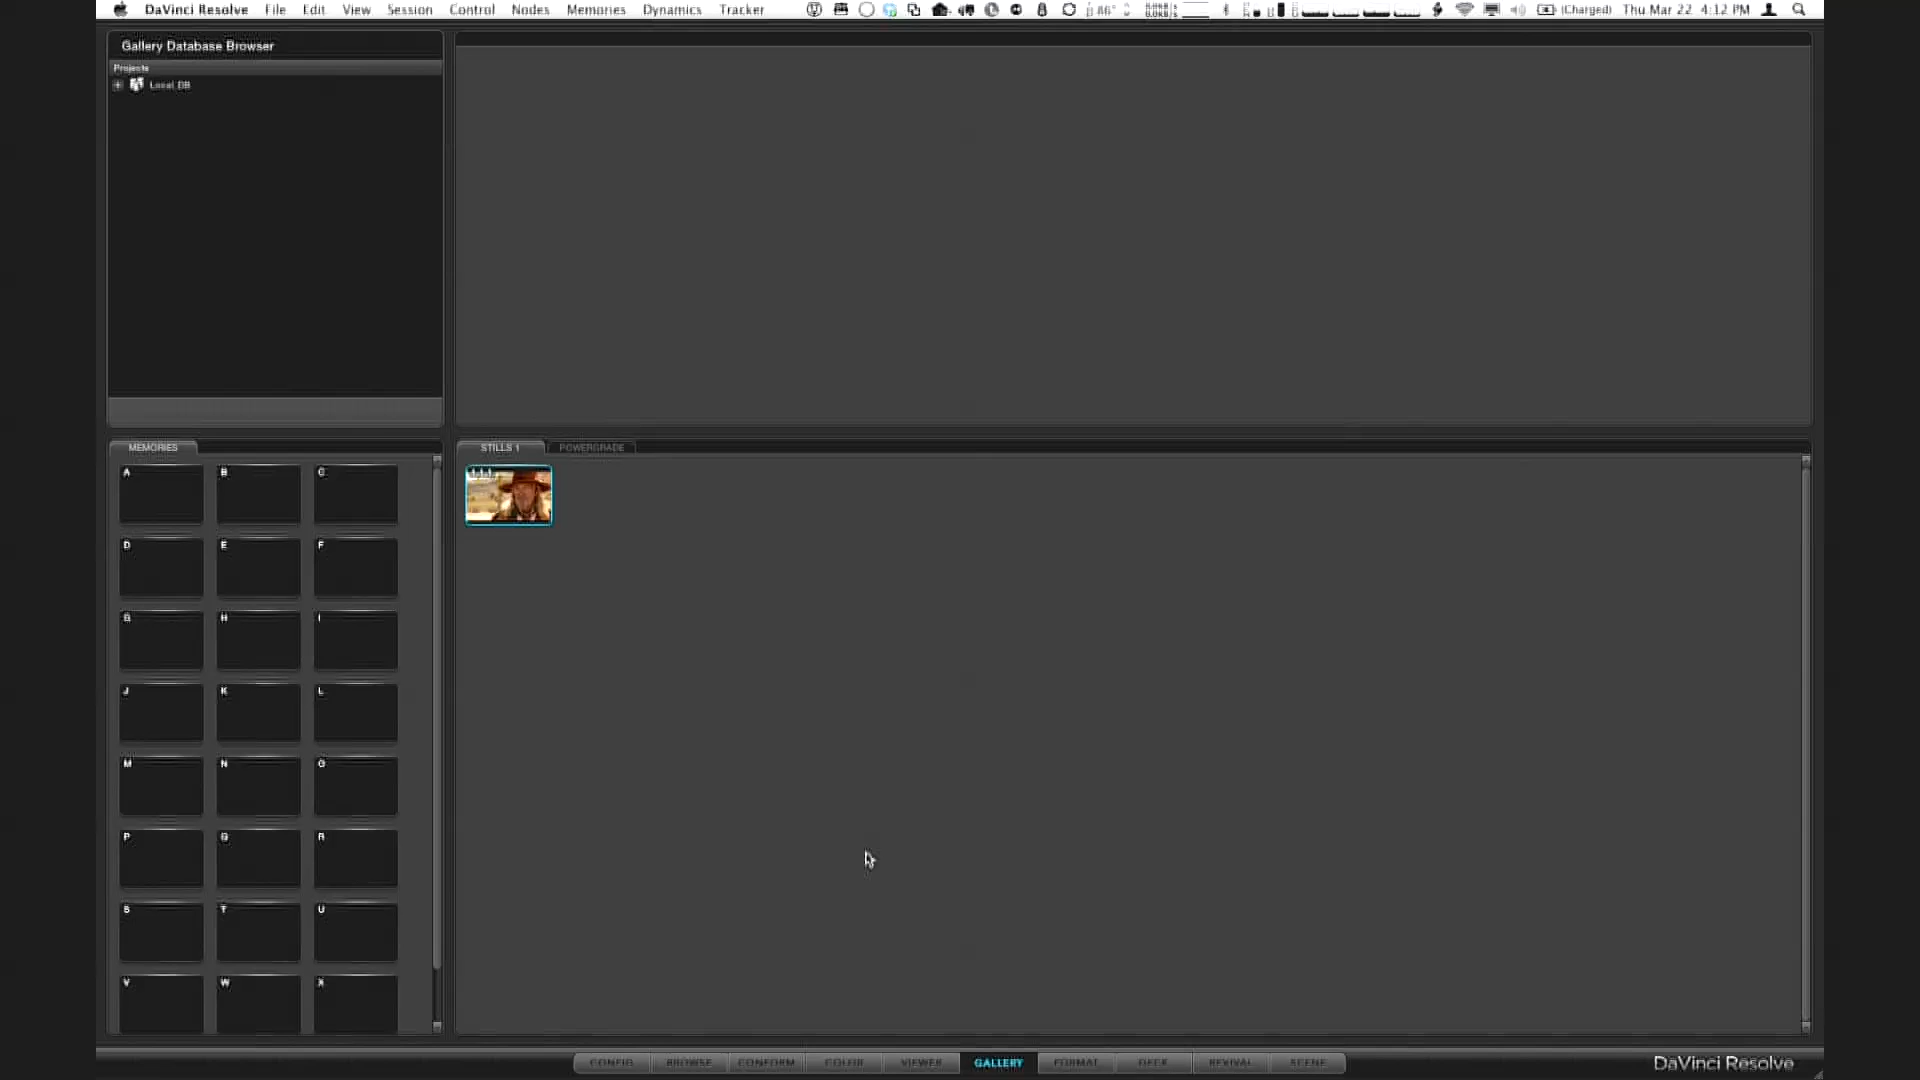 DaVinci Resolve File Edit View Session Control Nodes Memories Dynamics Tracker 86° (Charged) Thu Mar 22 4:12 PM
Gallery Database Browser
Projects
Local_DB
MEMORIES
STILLS 1 POWERGRADE
A B C
D E F
G H I
J K L
M N O
P Q R
S T U
V W X
CONFIG BROWSE CONFORM COLOR VIEWER GALLERY FORMAT DECK REVIVAL SCENE
DaVinci Resolve